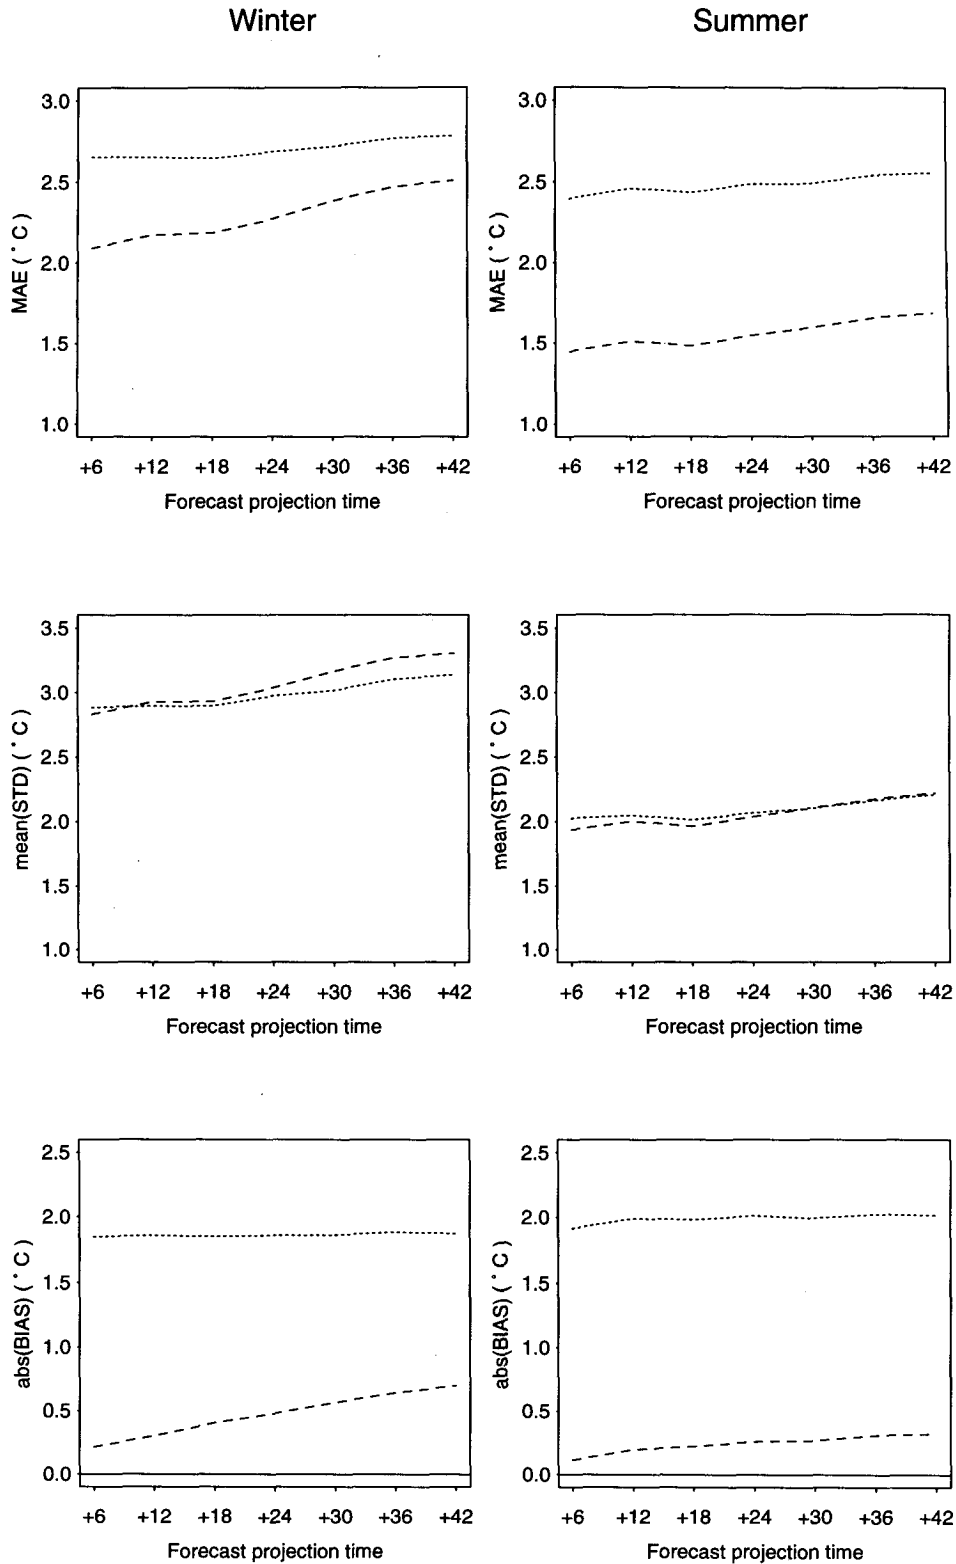 Winter
Summer
MAE ( ° C )
3.0
2.5
2.0
1.5
1.0
+6 +12 +18 +24 +30 +36 +42
Forecast projection time
MAE ( ° C )
3.0
2.5
2.0
1.5
1.0
+6 +12 +18 +24 +30 +36 +42
Forecast projection time
mean(STD) ( ° C )
3.5
3.0
2.5
2.0
1.5
1.0
+6 +12 +18 +24 +30 +36 +42
Forecast projection time
mean(STD) ( ° C )
3.5
3.0
2.5
2.0
1.5
1.0
+6 +12 +18 +24 +30 +36 +42
Forecast projection time
abs(BIAS) ( ° C )
2.5
2.0
1.5
1.0
0.5
0.0
+6 +12 +18 +24 +30 +36 +42
Forecast projection time
abs(BIAS) ( ° C )
2.5
2.0
1.5
1.0
0.5
0.0
+6 +12 +18 +24 +30 +36 +42
Forecast projection time